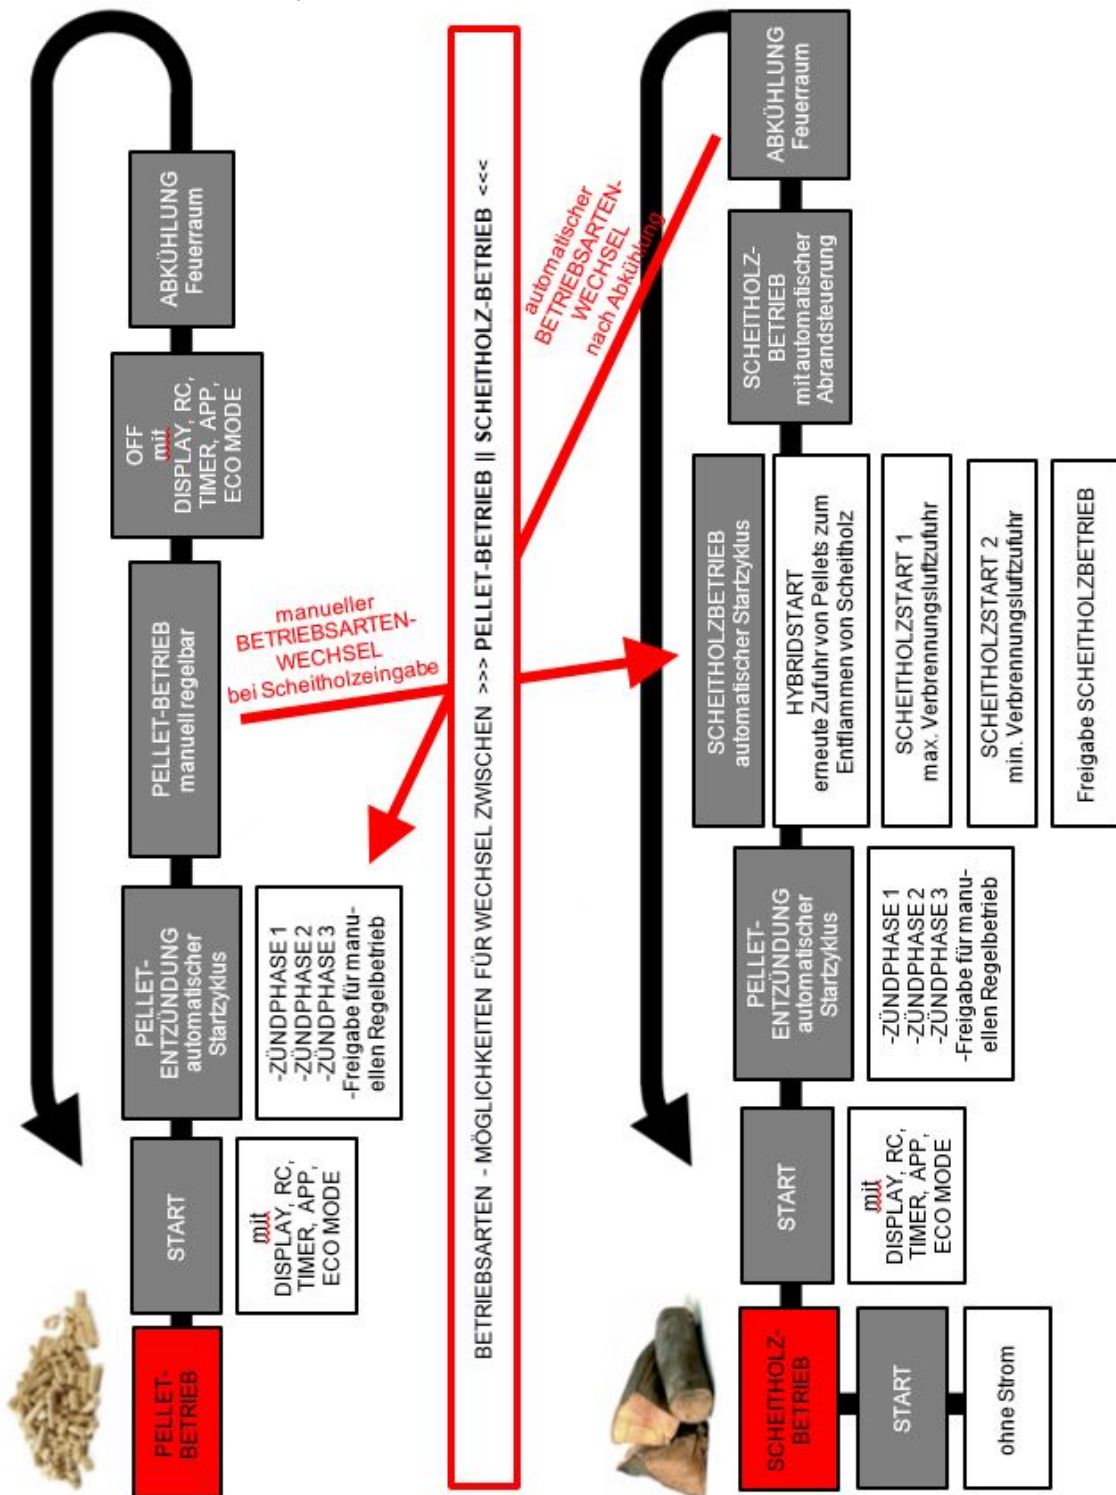 PELLET-
BETRIEB
START
mit
DISPLAY, RC,
TIMER, APP,
ECO MODE
PELLET-
ENTZÜNDUNG
automatischer
Startzyklus
-ZÜNDPHASE 1
-ZÜNDPHASE 2
-ZÜNDPHASE 3
-Freigabe für manu-
ellen Regelbetrieb
PELLET-BETRIEB
manuell regelbar
OFF
mit
DISPLAY, RC,
TIMER, APP,
ECO MODE
ABKÜHLUNG
Feuerraum
manueller
BETRIEBSARTEN-
WECHSEL
bei Scheitholzeingabe
BETRIEBSARTEN - MÖGLICHKEITEN FÜR WECHSEL ZWISCHEN >>> PELLET-BETRIEB || SCHEITHOLZ-BETRIEB <<<
automatischer
BETRIEBSARTEN-
WECHSEL
nach Abkühlung
SCHEITHOLZ-
BETRIEB
START
ohne Strom
START
mit
DISPLAY, RC,
TIMER, APP,
ECO MODE
PELLET-
ENTZÜNDUNG
automatischer
Startzyklus
-ZÜNDPHASE 1
-ZÜNDPHASE 2
-ZÜNDPHASE 3
-Freigabe für manu-
ellen Regelbetrieb
SCHEITHOLZBETRIEB
automatischer Startzyklus
HYBRIDSTART
erneute Zufuhr von Pellets zum
Entflammen von Scheitholz
SCHEITHOLZSTART 1
max. Verbrennungsluftzufuhr
SCHEITHOLZSTART 2
min. Verbrennungsluftzufuhr
Freigabe SCHEITHOLZBETRIEB
SCHEITHOLZ-
BETRIEB
mit automatischer
Abrandsteuerung
ABKÜHLUNG
Feuerraum